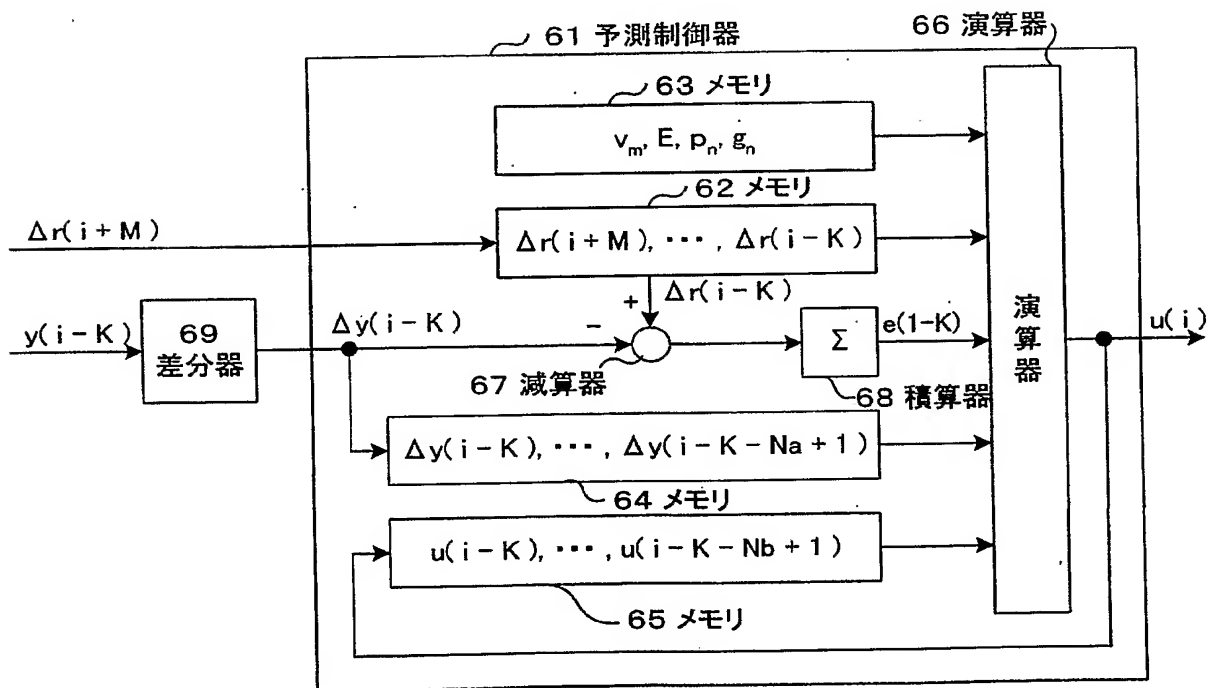 61 予測制御器
66 演算器
63 メモリ
v_m, E, p_n, g_n
62 メモリ
Δr(i+M)
Δr(i+M), ･･･ , Δr(i-K)
+
Δr(i-K)
演算器
y(i-K)
69
差分器
Δy(i-K)
-
Σ
e(1-K)
u(i)
67 減算器
68 積算器
Δy(i-K), ･･･ , Δy(i-K-Na+1)
64 メモリ
u(i-K), ･･･ , u(i-K-Nb+1)
65 メモリ